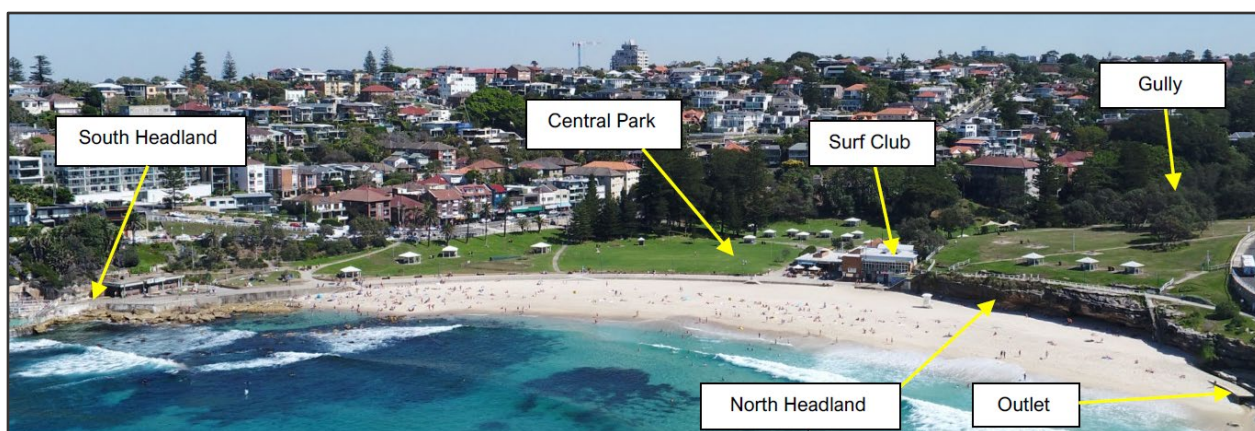 Gully
Central Park
South Headland
Surf Club
North Headland
Outlet